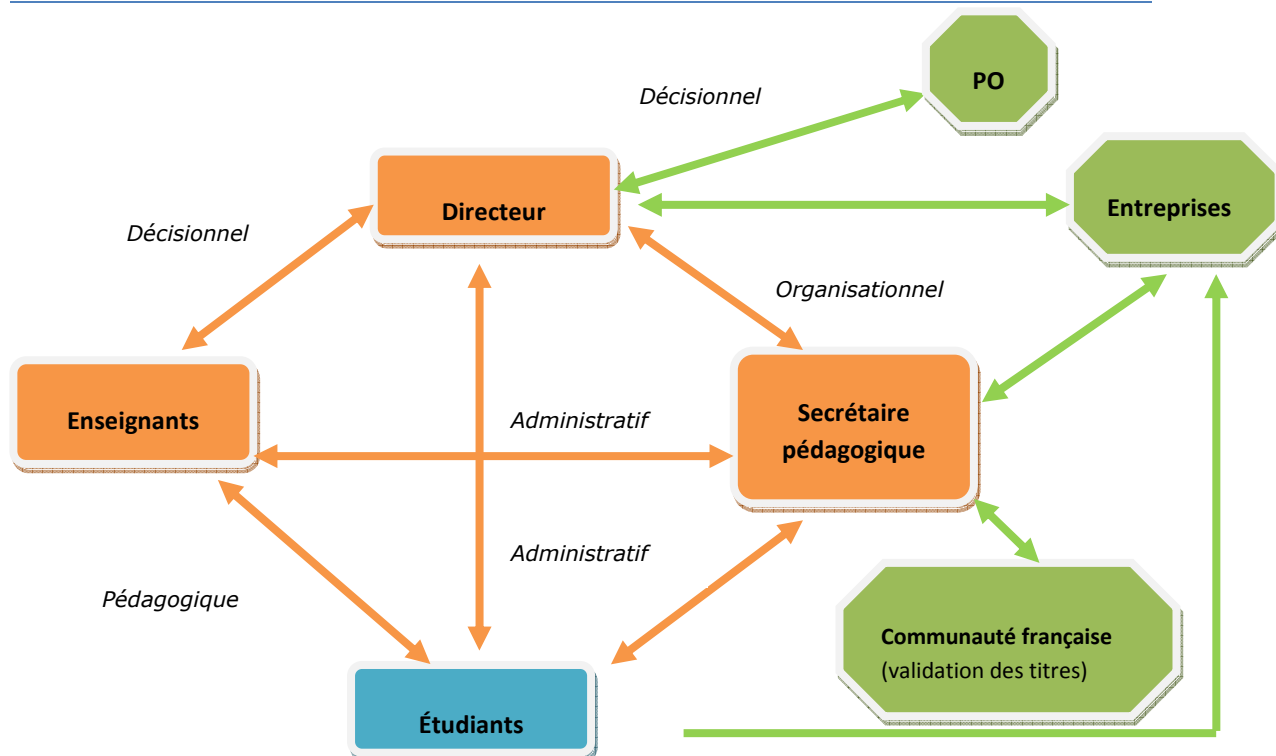 PO
Décisionnel
Directeur
Entreprises
Décisionnel
Organisationnel
Enseignants
Administratif
Secrétaire
pédagogique
Administratif
Pédagogique
Communauté française
(validation des titres)
Étudiants